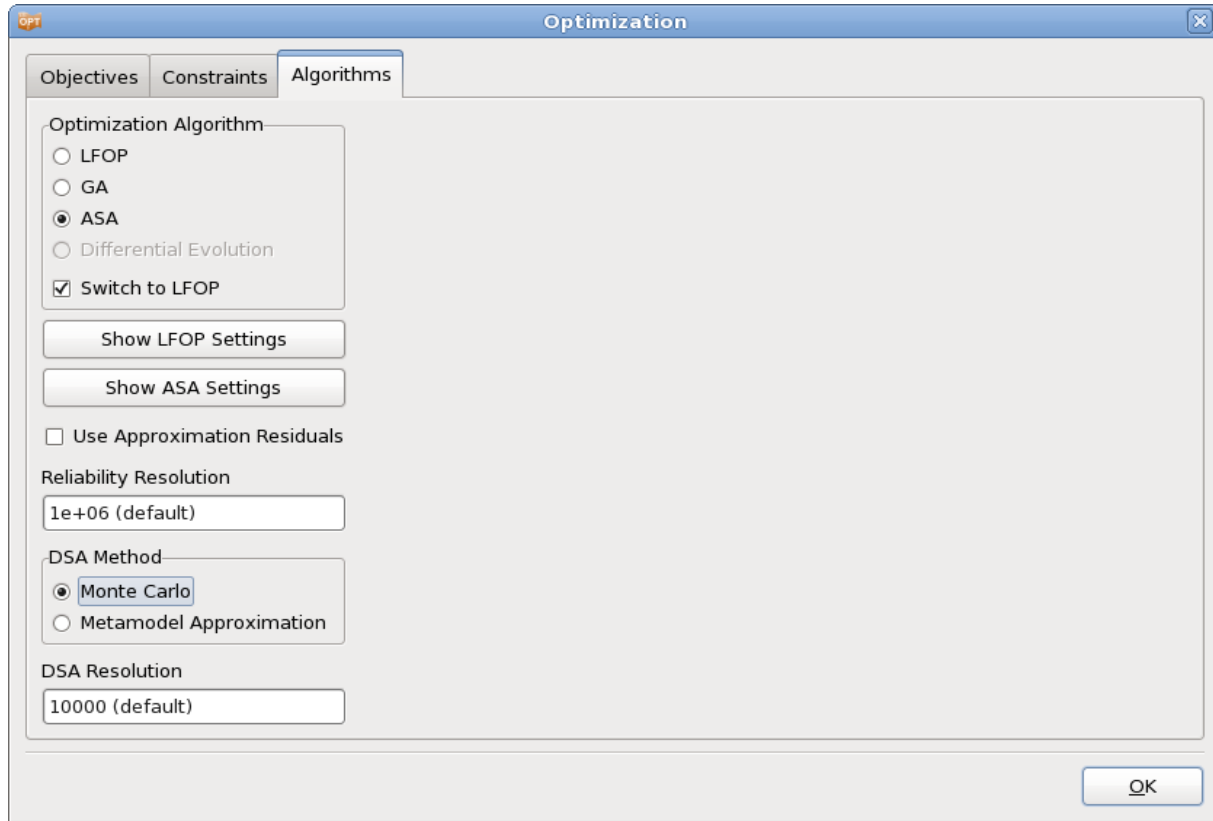 OPT
Optimization
Objectives Constraints Algorithms
Optimization Algorithm
LFOP
GA
ASA
Differential Evolution
Switch to LFOP
Show LFOP Settings
Show ASA Settings
Use Approximation Residuals
Reliability Resolution
1e+06 (default)
DSA Method
Monte Carlo
Metamodel Approximation
DSA Resolution
10000 (default)
OK